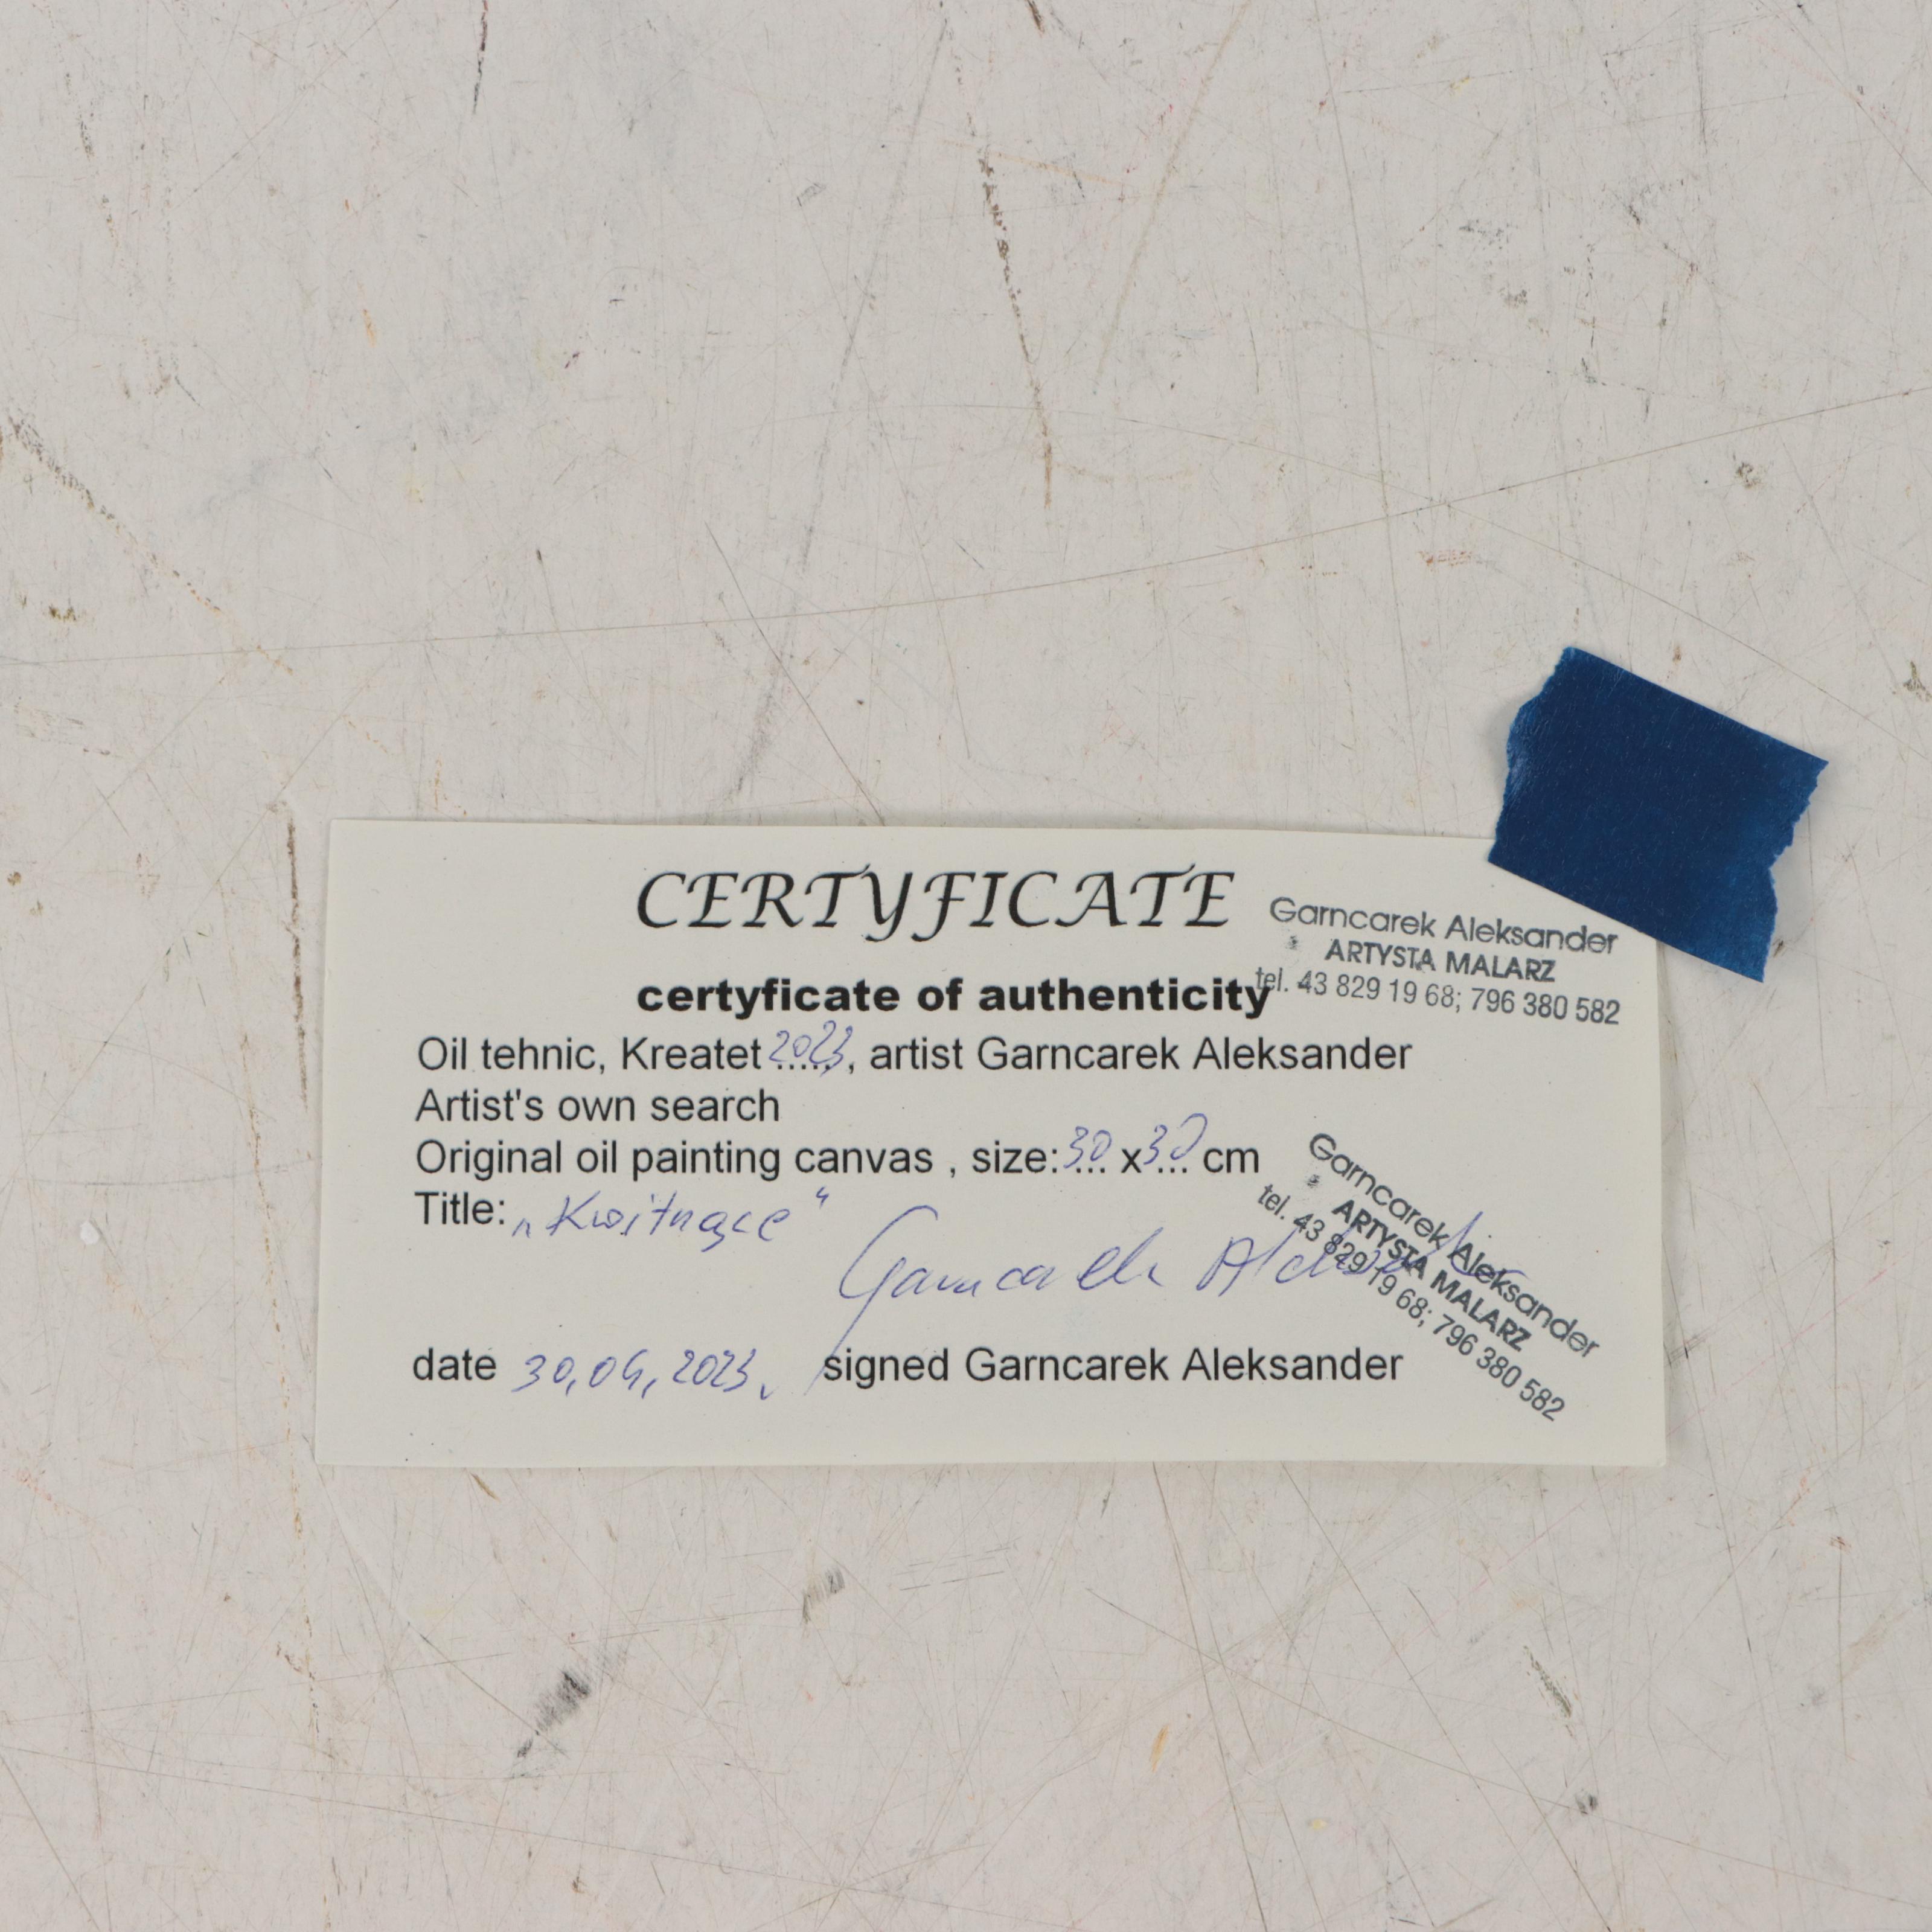 CERTYFICATE
Garncarek Aleksander
ARTYSTA MALARZ
tel. 43 829 19 68; 796 380 582
certyficate of authenticity
Oil tehnic, Kreatet 2023, artist Garncarek Aleksander
Artist's own search
Original oil painting canvas , size: 30 x 30 cm
Title: „Kwitnące“
Garncarek Aleksander
Garncarek Aleksander
ARTYSTA MALARZ
tel. 43 829 19 68; 796 380 582
date 30.04.2023. signed Garncarek Aleksander